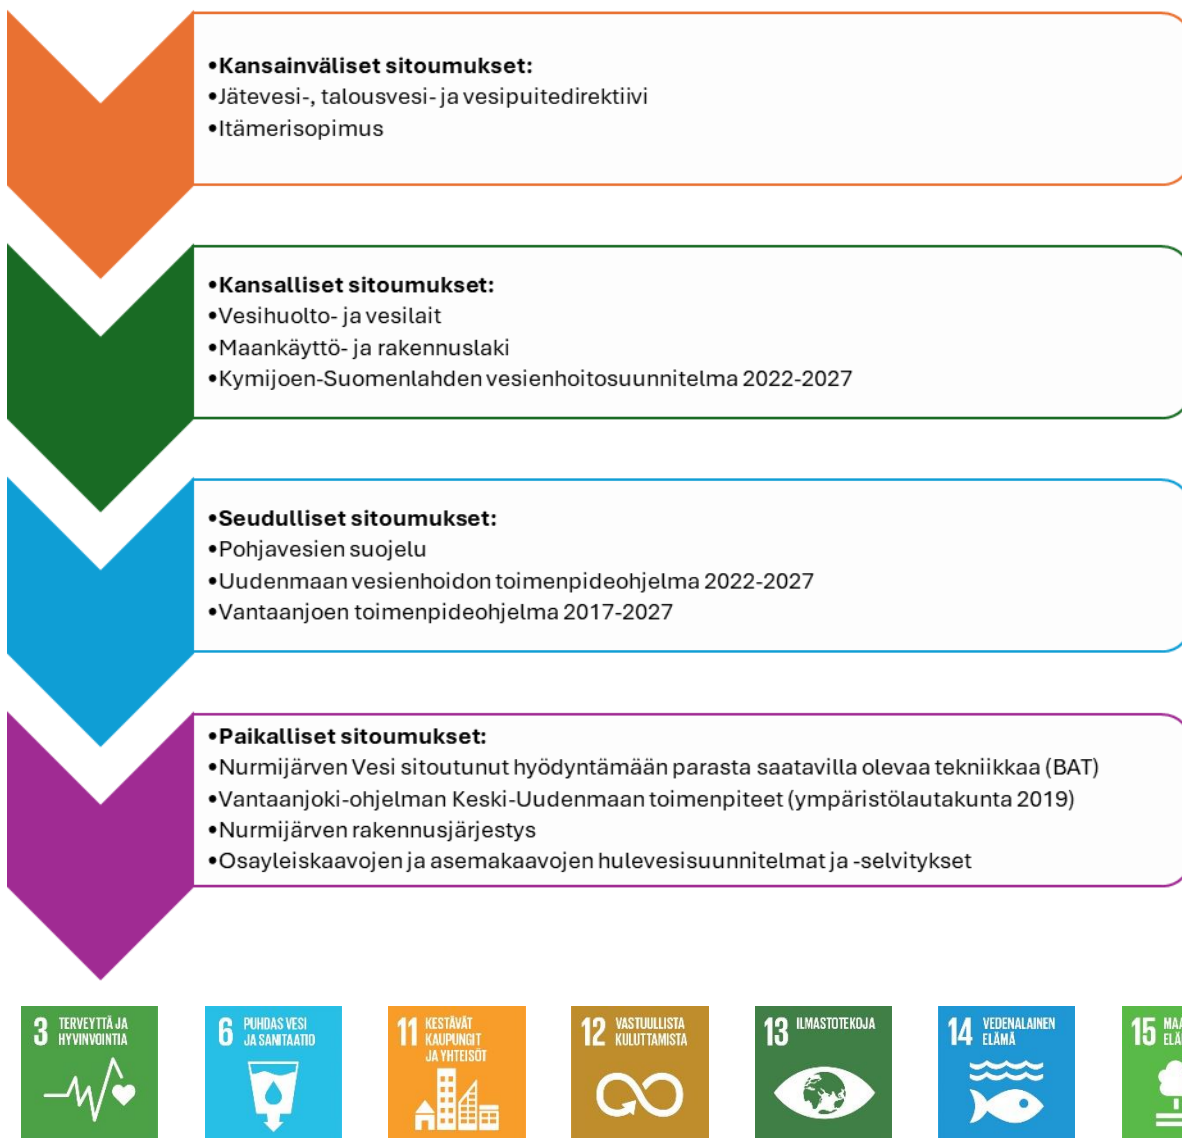 •Kansainväliset sitoumukset:
•Jätevesi-, talousvesi- ja vesipuitedirektiivi
•Itämerisopimus
•Kansalliset sitoumukset:
•Vesihuolto- ja vesilait
•Maankäyttö- ja rakennuslaki
•Kymijoen-Suomenlahden vesienhoitosuunnitelma 2022-2027
•Seudulliset sitoumukset:
•Pohjavesien suojelu
•Uudenmaan vesienhoidon toimenpideohjelma 2022-2027
•Vantaanjoen toimenpideohjelma 2017-2027
•Paikalliset sitoumukset:
•Nurmijärven Vesi sitoutunut hyödyntämään parasta saatavilla olevaa tekniikkaa (BAT)
•Vantaanjoki-ohjelman Keski-Uudenmaan toimenpiteet (ympäristölautakunta 2019)
•Nurmijärven rakennusjärjestys
•Osayleiskaavojen ja asemakaavojen hulevesisuunnitelmat ja -selvitykset
3 TERVEYTTÄ JA
HYVINVOINTIA
6 PUHDAS VESI
JA SANITAATIO
11 KESTÄVÄT
KAUPUNGIT
JA YHTEISÖT
12 VASTUULLISTA
KULUTTAMISTA
13 ILMASTOTEKOJA
14 VEDENALAINEN
ELÄMÄ
15